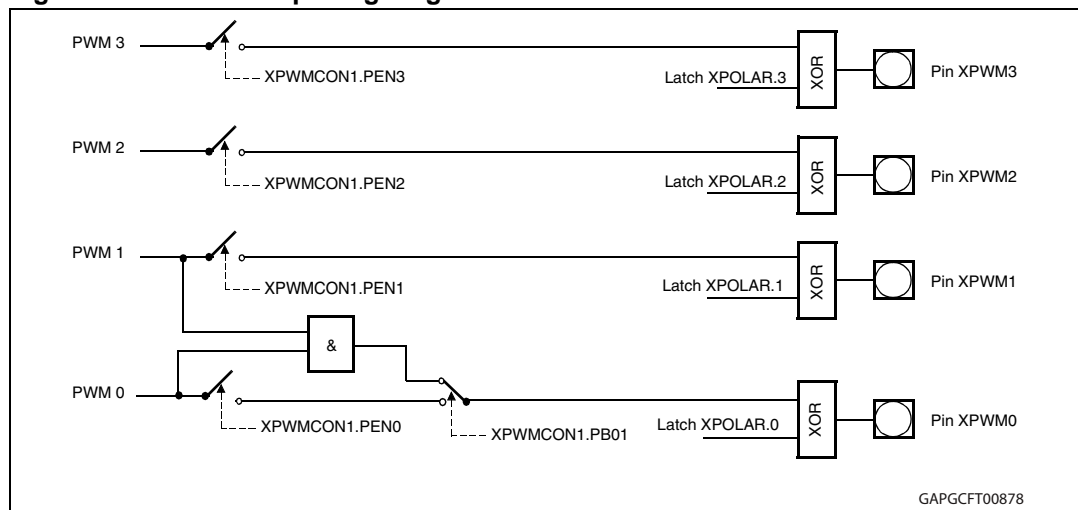 PWM 3
XPWMCON1.PEN3
Latch XPOLAR.3
XOR
Pin XPWM3
PWM 2
XPWMCON1.PEN2
Latch XPOLAR.2
XOR
Pin XPWM2
PWM 1
XPWMCON1.PEN1
Latch XPOLAR.1
XOR
Pin XPWM1
&
PWM 0
XPWMCON1.PEN0
XPWMCON1.PB01
Latch XPOLAR.0
XOR
Pin XPWM0
GAPGCFT00878